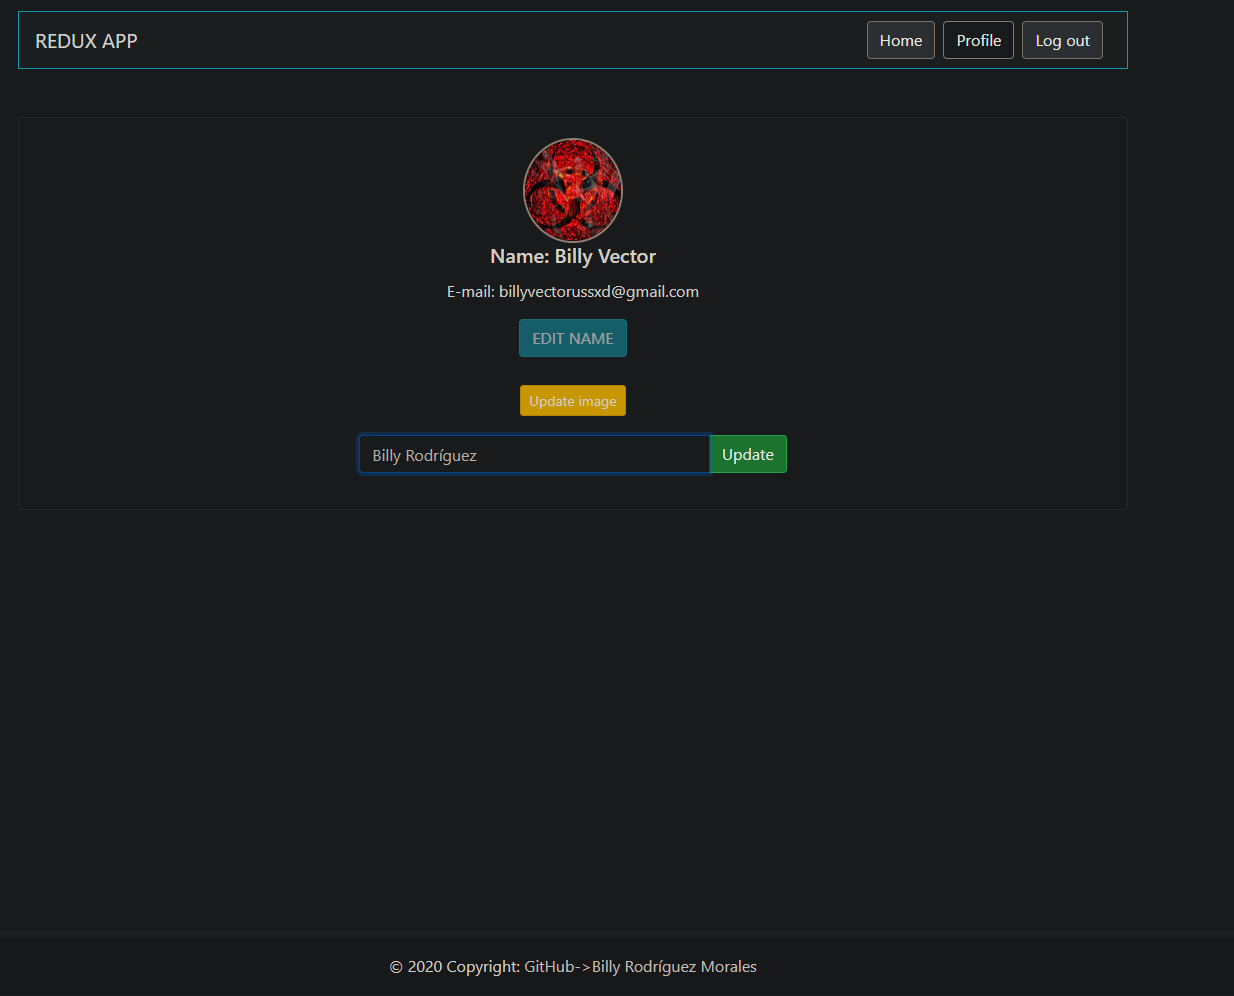 REDUX APP Home Profile Log out
Name: Billy Vector
E-mail: billyvectorussxd@gmail.com
EDIT NAME
Update image
Billy Rodríguez Update
© 2020 Copyright: GitHub->Billy Rodríguez Morales